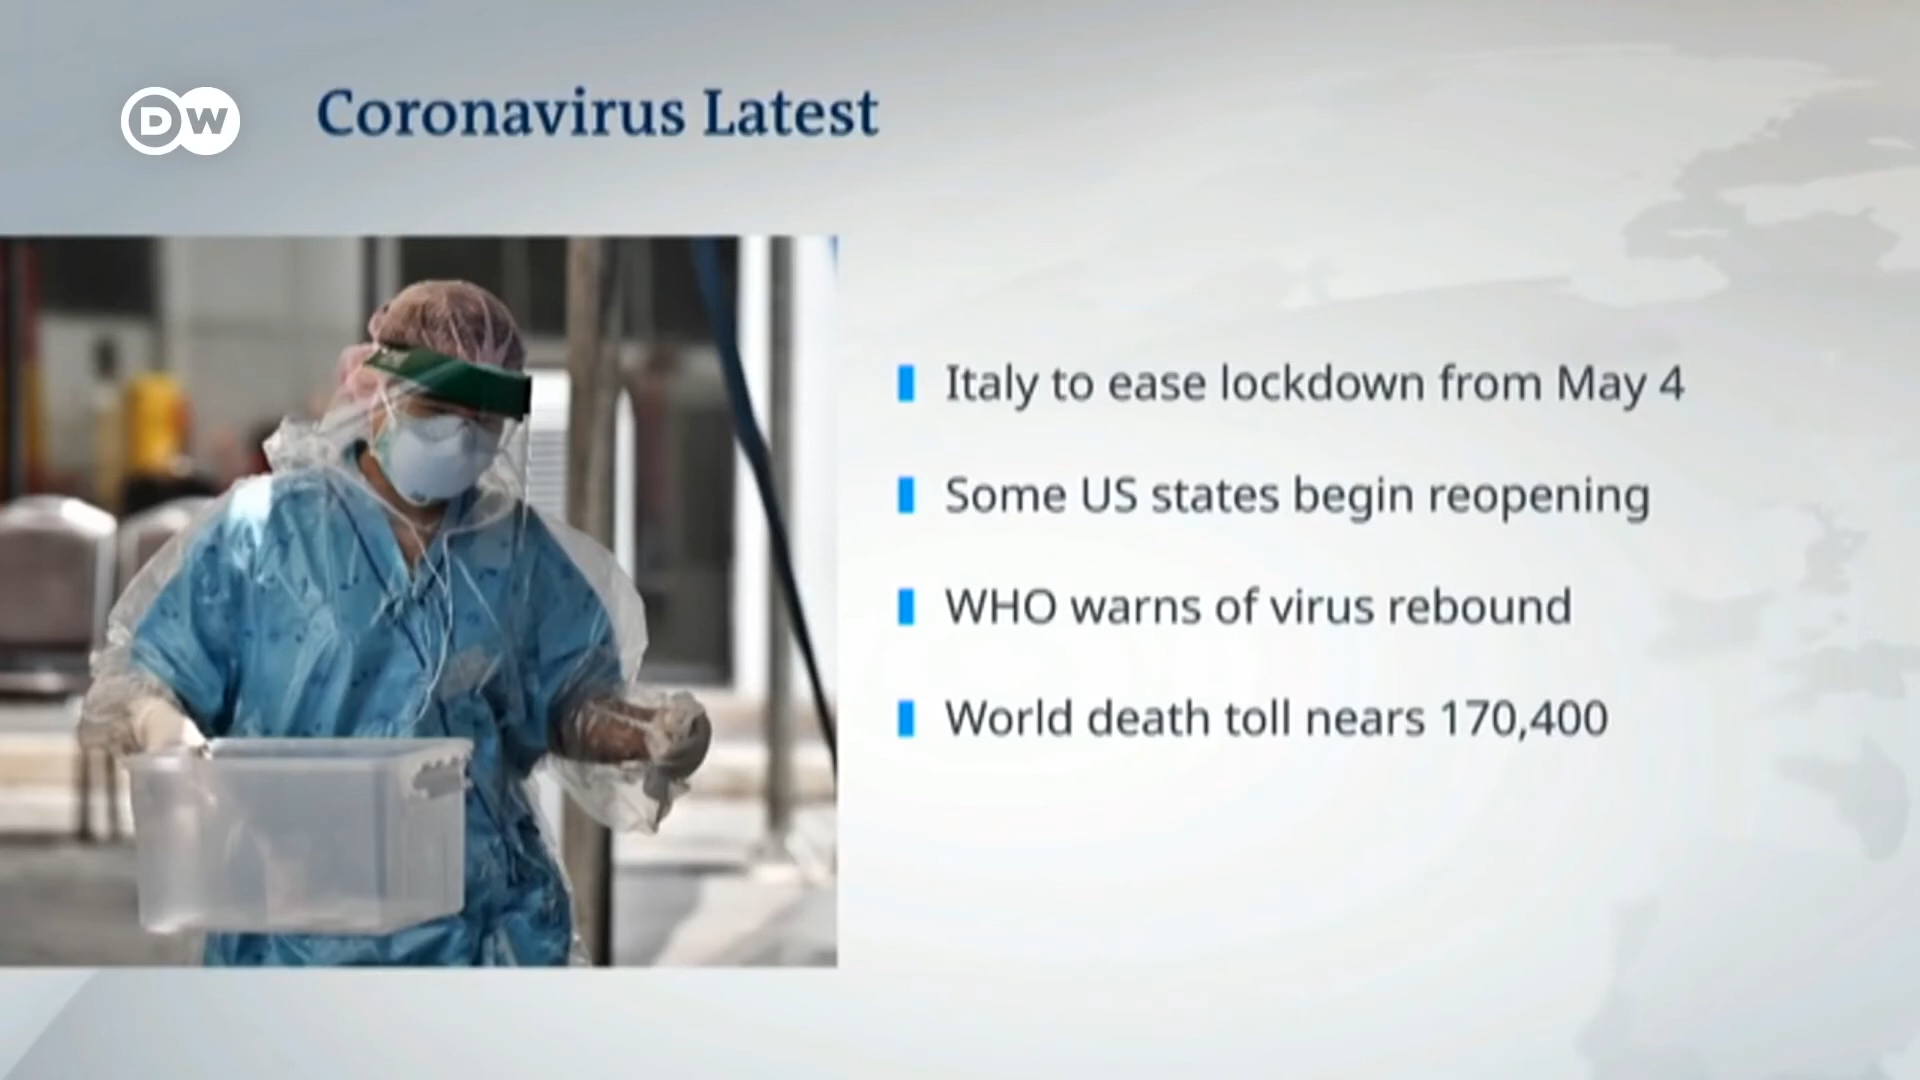 DW
Coronavirus Latest
Italy to ease lockdown from May 4
Some US states begin reopening
WHO warns of virus rebound
World death toll nears 170,400